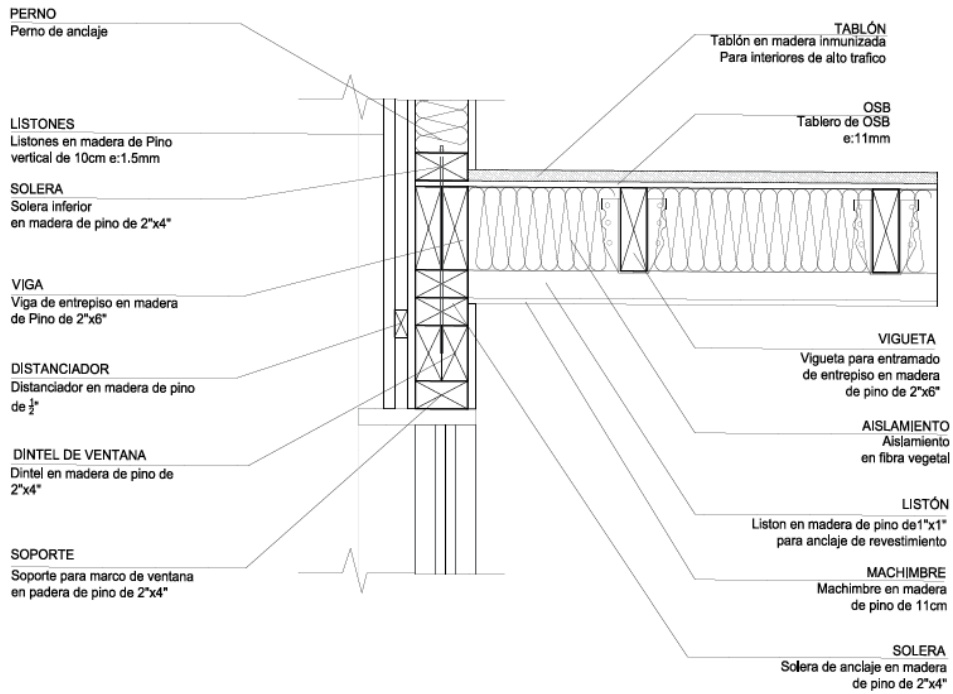 PERNO
Perno de anclaje
LISTONES
Listones en madera de Pino
vertical de 10cm e:1.5mm
SOLERA
Solera inferior
en madera de pino de 2"x4"
VIGA
Viga de entrepiso en madera
de Pino de 2"x6"
DISTANCIADOR
Distanciador en madera de pino
de ½"
DINTEL DE VENTANA
Dintel en madera de pino de
2"x4"
SOPORTE
Soporte para marco de ventana
en padera de pino de 2"x4"
TABLÓN
Tablón en madera inmunizada
Para interiores de alto trafico
OSB
Tablero de OSB
e:11mm
VIGUETA
Vigueta para entramado
de entrepiso en madera
de pino de 2"x6"
AISLAMIENTO
Aislamiento
en fibra vegetal
LISTÓN
Liston en madera de pino de1"x1"
para anclaje de revestimiento
MACHIMBRE
Machimbre en madera
de pino de 11cm
SOLERA
Solera de anclaje en madera
de pino de 2"x4"